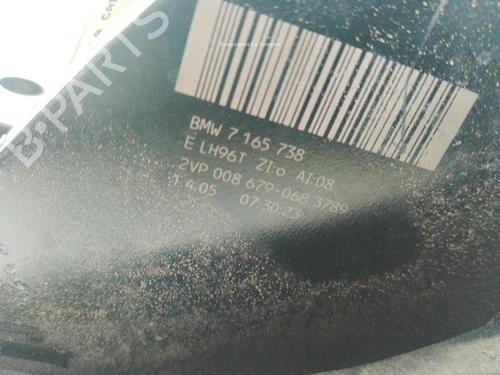 B-PARTS
BMW 7 165 738
E LH96T ZI:0 AI:08
2VP 008 679-068 3789
1 4.05 07:30:23